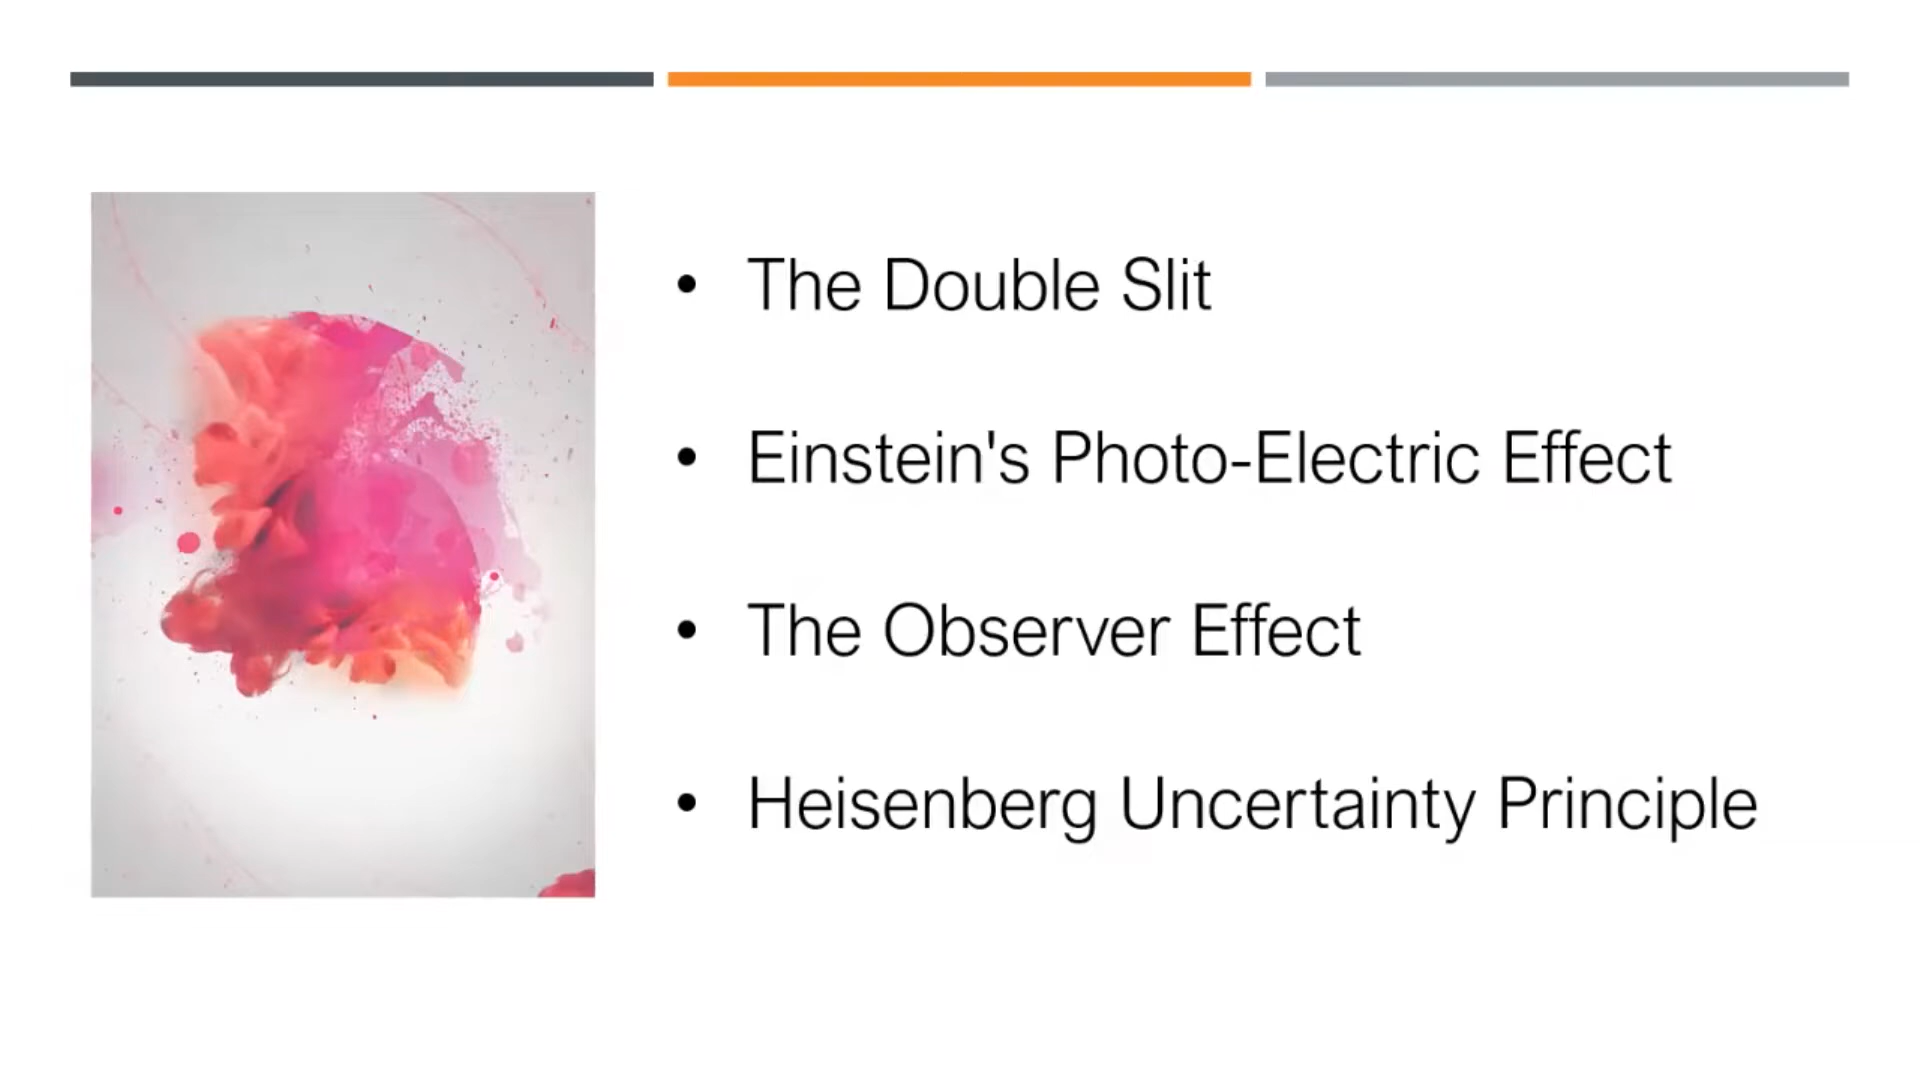 • The Double Slit
• Einstein's Photo-Electric Effect
• The Observer Effect
• Heisenberg Uncertainty Principle